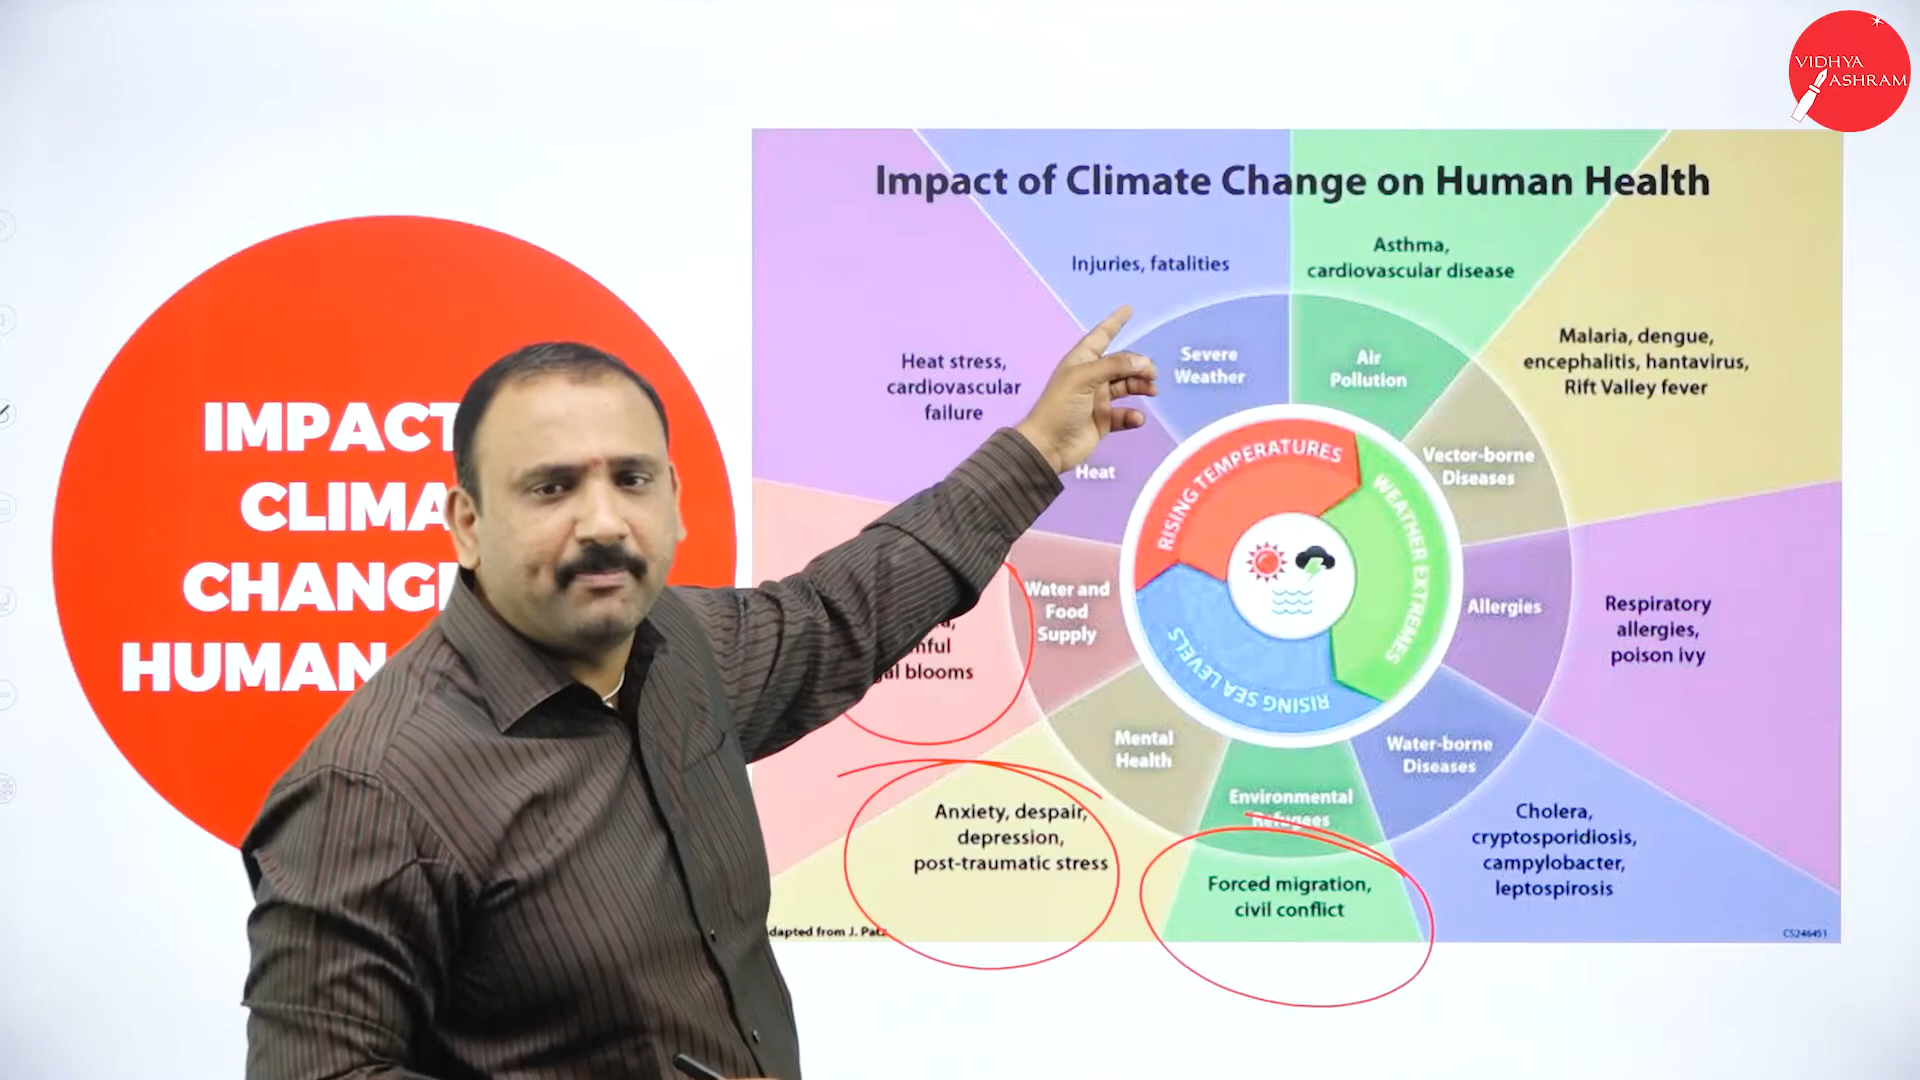 VIDHYA
ASHRAM
IMPACT
CLIMA
CHANGE
HUMAN
Impact of Climate Change on Human Health
Injuries, fatalities
Asthma,
cardiovascular disease
Malaria, dengue,
encephalitis, hantavirus,
Rift Valley fever
Heat stress,
cardiovascular
failure
Severe
Weather
Air
Pollution
Heat
Vector-borne
Diseases
RISING TEMPERATURES
WEATHER EXTREMES
RISING SEA LEVELS
Water and
Food
Supply
Allergies
Respiratory
allergies,
poison ivy
blooms
Mental
Health
Water-borne
Diseases
Environmental
Refugees
Anxiety, despair,
depression,
post-traumatic stress
Forced migration,
civil conflict
Cholera,
cryptosporidiosis,
campylobacter,
leptospirosis
dapted from J. Pat
CS246451